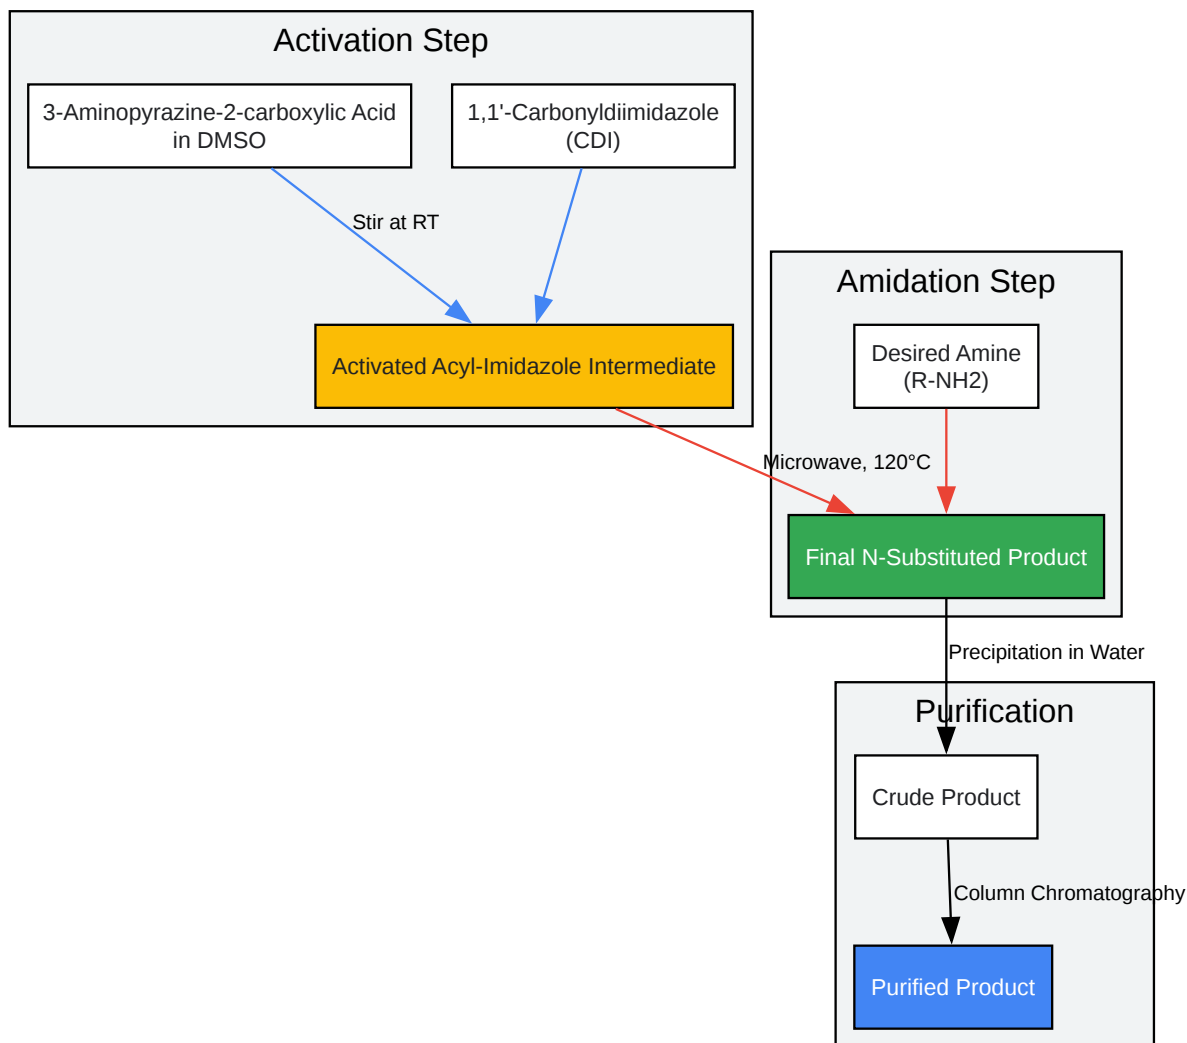 Activation Step
3-Aminopyrazine-2-carboxylic Acid
in DMSO
1,1'-Carbonyldiimidazole
(CDI)
Stir at RT
Activated Acyl-Imidazole Intermediate
Amidation Step
Desired Amine
(R-NH2)
Microwave, 120°C
Final N-Substituted Product
Precipitation in Water
Purification
Crude Product
Column Chromatography
Purified Product